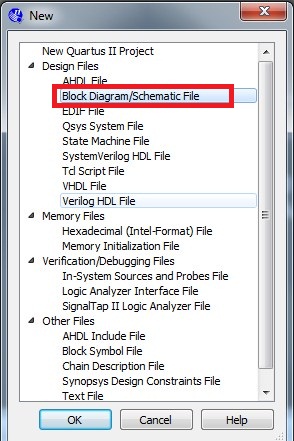 New
New Quartus II Project
Design Files
AHDL File
Block Diagram/Schematic File
EDIF File
Qsys System File
State Machine File
SystemVerilog HDL File
Tcl Script File
VHDL File
Verilog HDL File
Memory Files
Hexadecimal (Intel-Format) File
Memory Initialization File
Verification/Debugging Files
In-System Sources and Probes File
Logic Analyzer Interface File
SignalTap II Logic Analyzer File
Other Files
AHDL Include File
Block Symbol File
Chain Description File
Synopsys Design Constraints File
Text File
OK
Cancel
Help